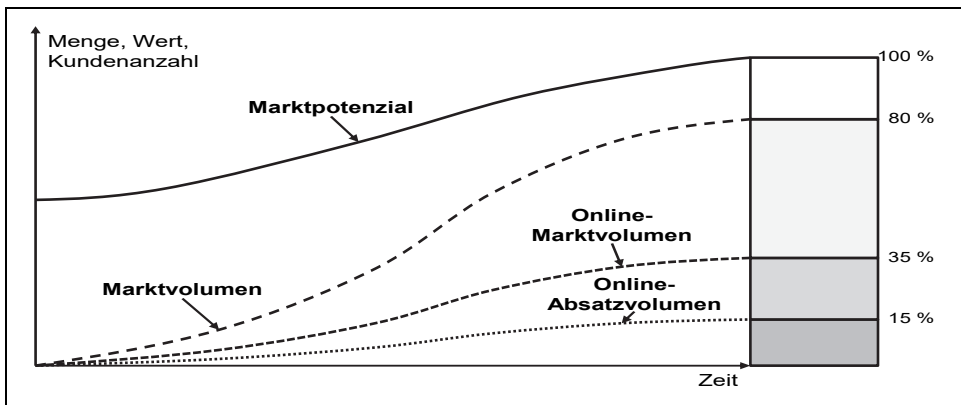 Menge, Wert,
Kundenanzahl
100 %
Marktpotenzial
80 %
Online-
Marktvolumen
35 %
Marktvolumen
Online-
Absatzvolumen
15 %
Zeit